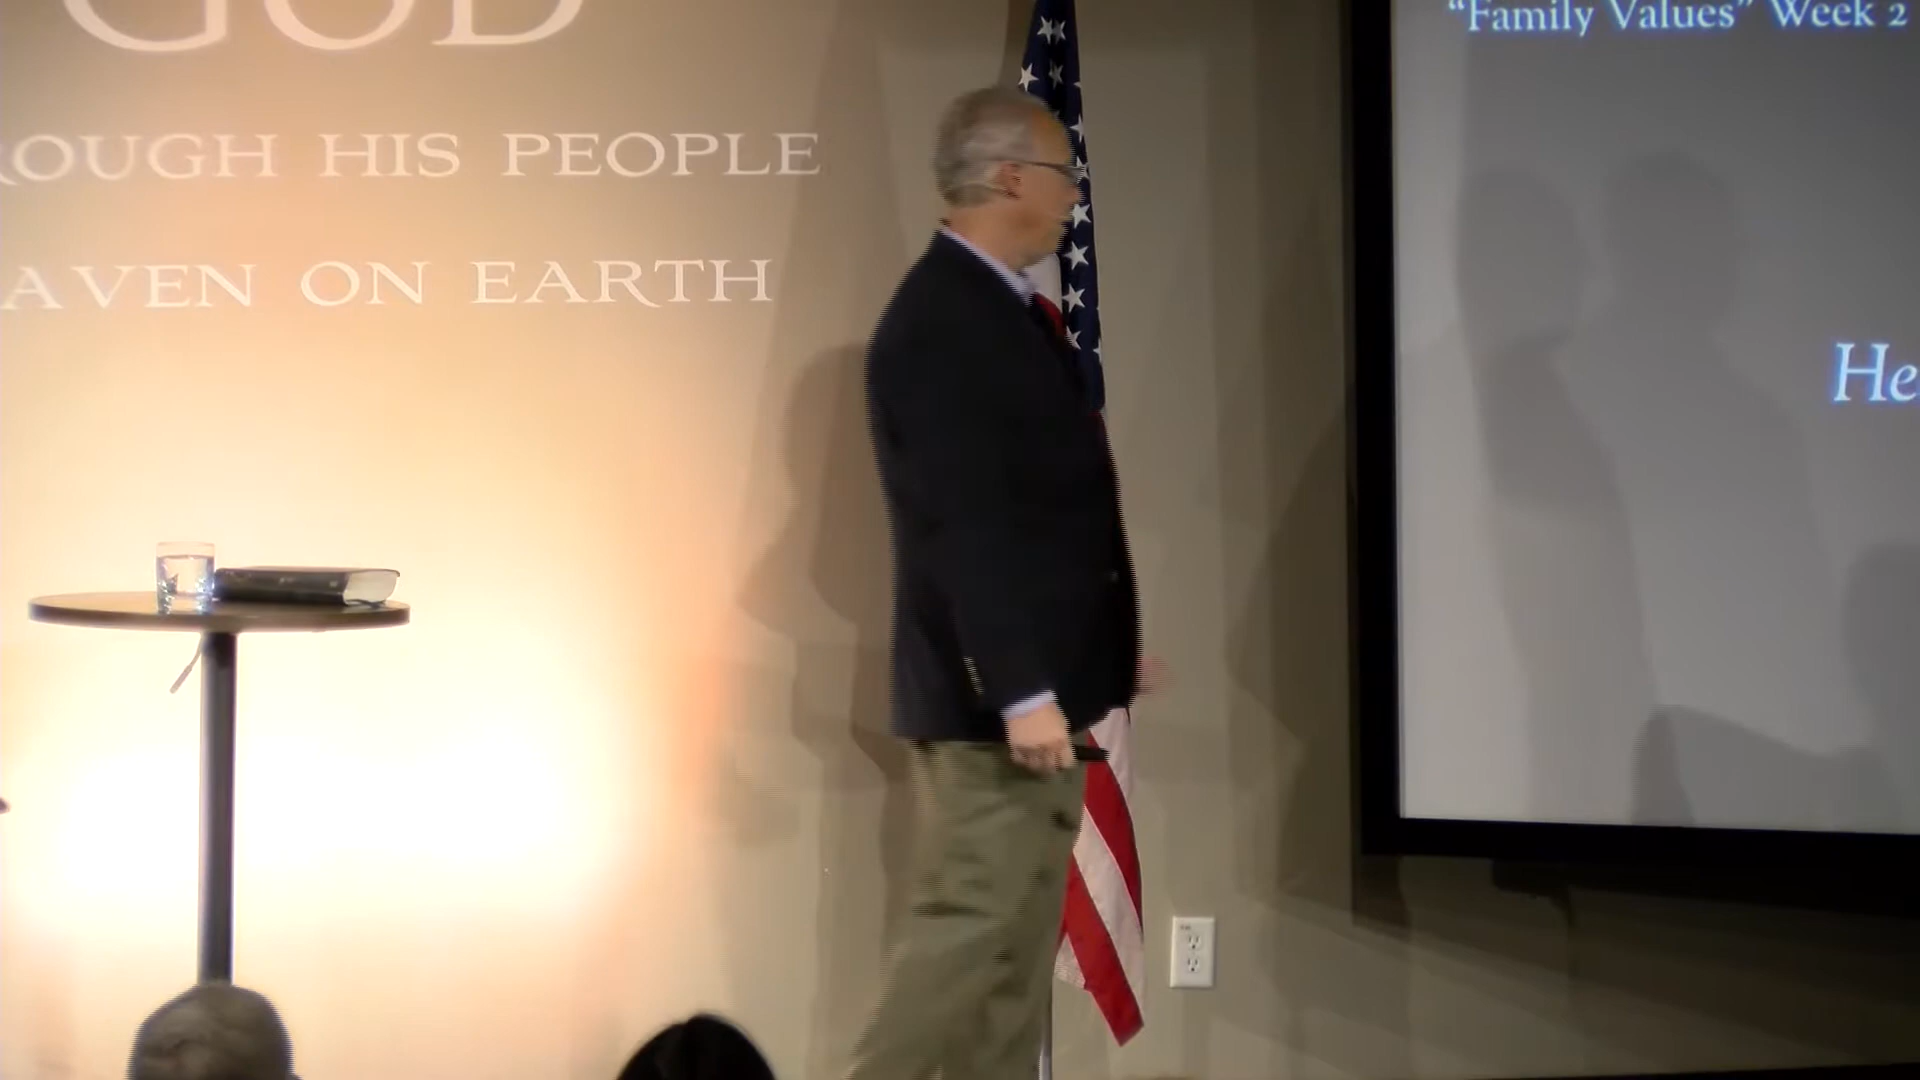 GOD
ROUGH HIS PEOPLE
AVEN ON EARTH
“Family Values” Week 2
He